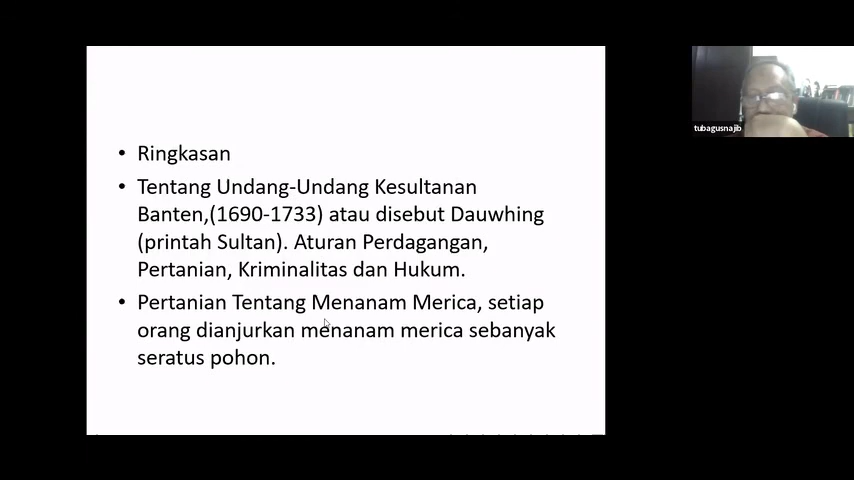 • Ringkasan
• Tentang Undang-Undang Kesultanan
Banten,(1690-1733) atau disebut Dauwhing
(printah Sultan). Aturan Perdagangan,
Pertanian, Kriminalitas dan Hukum.
• Pertanian Tentang Menanam Merica, setiap
orang dianjurkan menanam merica sebanyak
seratus pohon.
tubagusnajib